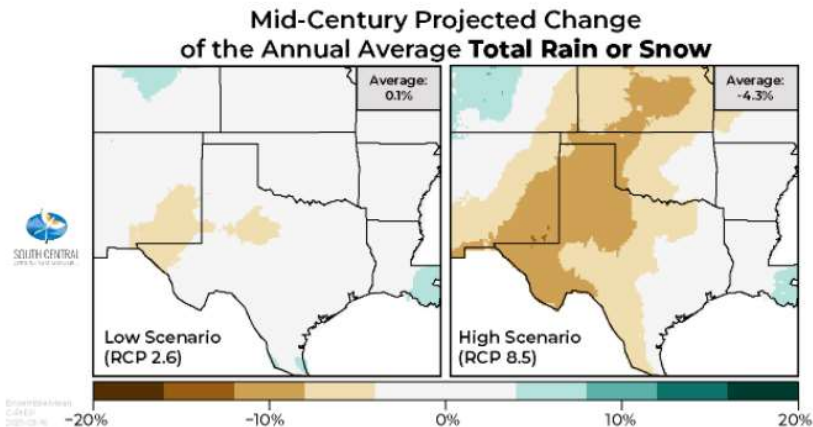 Mid-Century Projected Change
of the Annual Average Total Rain or Snow
Average:
0.1%
Average:
-4.3%
SOUTH CENTRAL
Low Scenario
(RCP 2.6)
High Scenario
(RCP 8.5)
−20%
−10%
0%
10%
20%